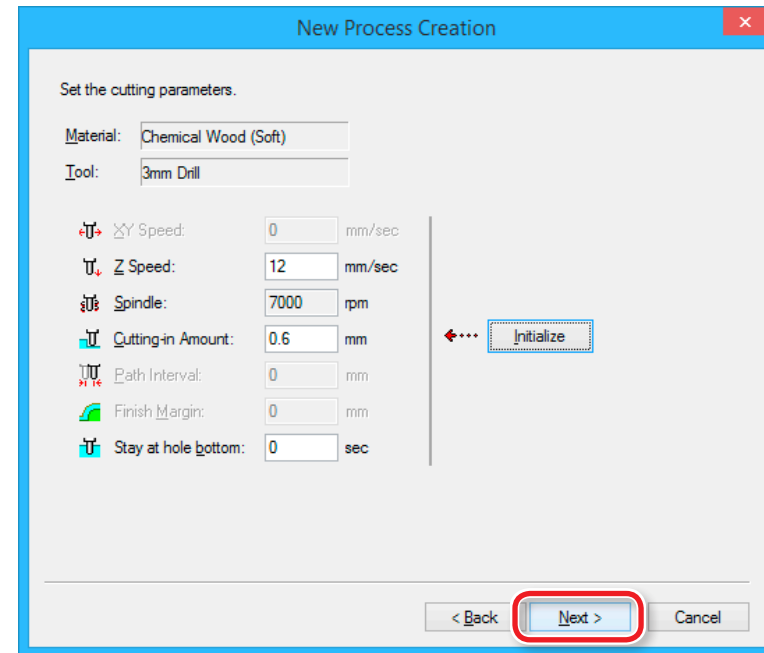 New Process Creation
Set the cutting parameters.
Material: Chemical Wood (Soft)
Tool: 3mm Drill
XY Speed: 0 mm/sec
Z Speed: 12 mm/sec
Spindle: 7000 rpm
Cutting-in Amount: 0.6 mm
Initialize
Path Interval: 0 mm
Finish Margin: 0 mm
Stay at hole bottom: 0 sec
< Back Next > Cancel